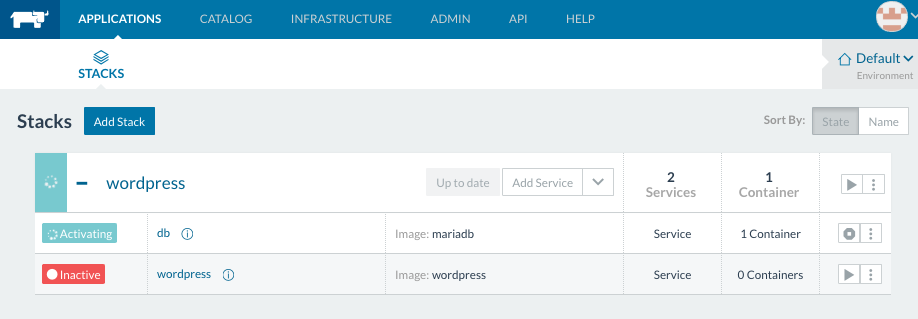 APPLICATIONS CATALOG INFRASTRUCTURE ADMIN API HELP
STACKS
Default
Environment
Stacks Add Stack Sort By: State Name
wordpress Up to date Add Service 2 Services 1 Container
Activating db Image: mariadb Service 1 Container
Inactive wordpress Image: wordpress Service 0 Containers